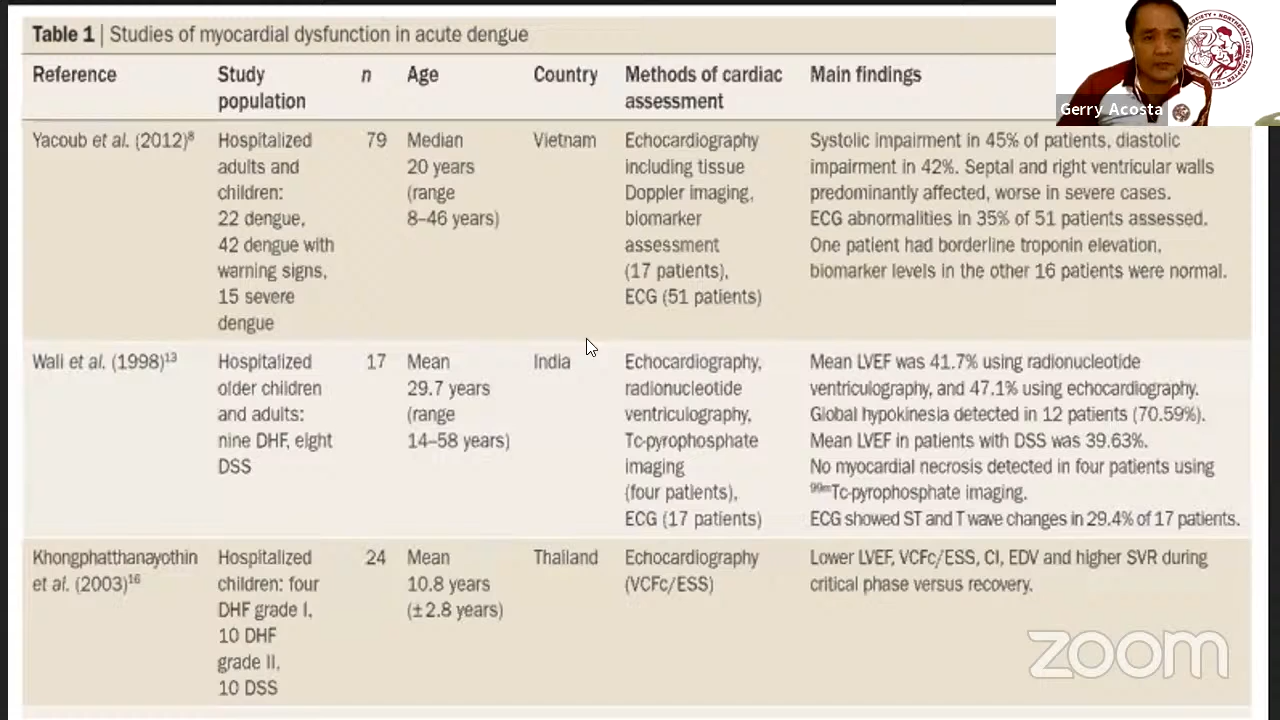 Table 1 | Studies of myocardial dysfunction in acute dengue
Reference
Study population
n
Age
Country
Methods of cardiac assessment
Main findings
Yacoub et al. (2012)⁸
Hospitalized
adults and
children:
22 dengue,
42 dengue with
warning signs,
15 severe
dengue
79
Median
20 years
(range
8–46 years)
Vietnam
Echocardiography
including tissue
Doppler imaging,
biomarker
assessment
(17 patients),
ECG (51 patients)
Systolic impairment in 45% of patients, diastolic
impairment in 42%. Septal and right ventricular walls
predominantly affected, worse in severe cases.
ECG abnormalities in 35% of 51 patients assessed.
One patient had borderline troponin elevation,
biomarker levels in the other 16 patients were normal.
Wali et al. (1998)¹³
Hospitalized
older children
and adults:
nine DHF, eight
DSS
17
Mean
29.7 years
(range
14–58 years)
India
Echocardiography,
radionucleotide
ventriculography,
Tc-pyrophosphate
imaging
(four patients),
ECG (17 patients)
Mean LVEF was 41.7% using radionucleotide
ventriculography, and 47.1% using echocardiography.
Global hypokinesia detected in 12 patients (70.59%).
Mean LVEF in patients with DSS was 39.63%.
No myocardial necrosis detected in four patients using
⁹⁹ᵐTc-pyrophosphate imaging.
ECG showed ST and T wave changes in 29.4% of 17 patients.
Khongphatthanayothin
et al. (2003)¹⁶
Hospitalized
children: four
DHF grade I,
10 DHF
grade II,
10 DSS
24
Mean
10.8 years
(±2.8 years)
Thailand
Echocardiography
(VCFc/ESS)
Lower LVEF, VCFc/ESS, CI, EDV and higher SVR during
critical phase versus recovery.
Gerry Acosta
zoom